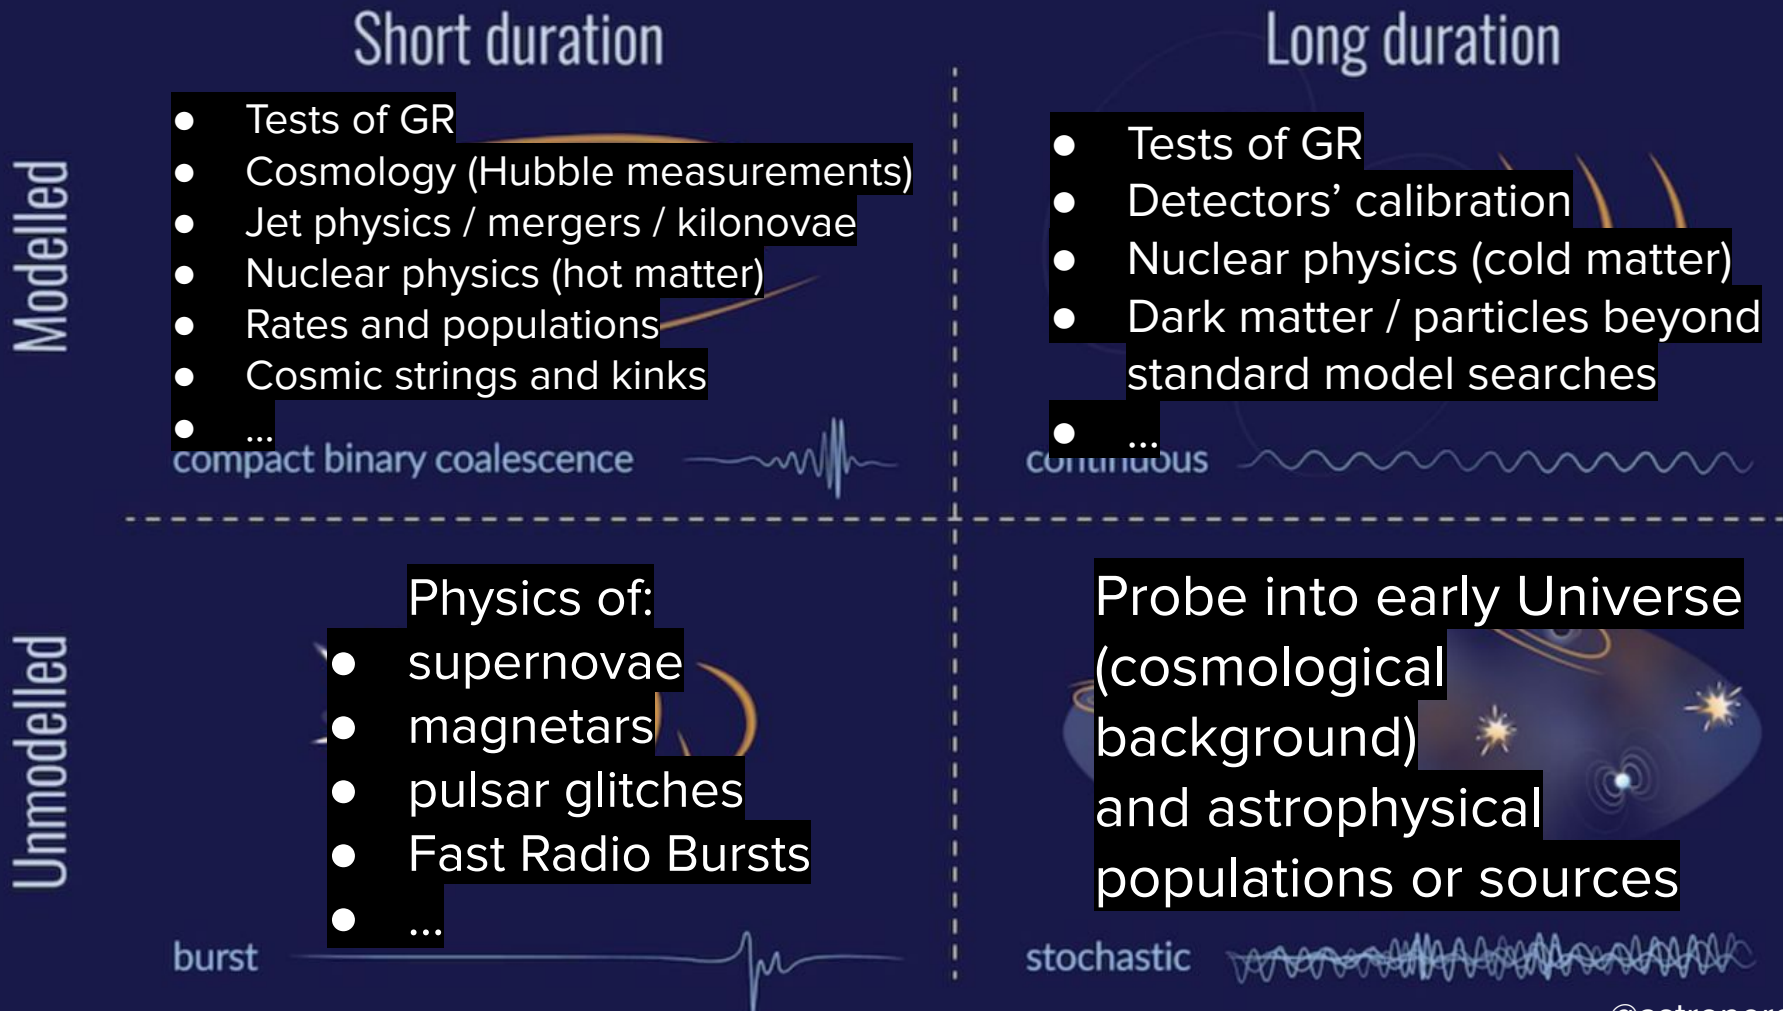 Short duration
Long duration
Modelled
● Tests of GR
● Cosmology (Hubble measurements)
● Jet physics / mergers / kilonovae
● Nuclear physics (hot matter)
● Rates and populations
● Cosmic strings and kinks
● ...
compact binary coalescence
● Tests of GR
● Detectors’ calibration
● Nuclear physics (cold matter)
● Dark matter / particles beyond
standard model searches
● ...
continuous
Unmodelled
Physics of:
● supernovae
● magnetars
● pulsar glitches
● Fast Radio Bursts
● ...
burst
Probe into early Universe
(cosmological
background)
and astrophysical
populations or sources
stochastic